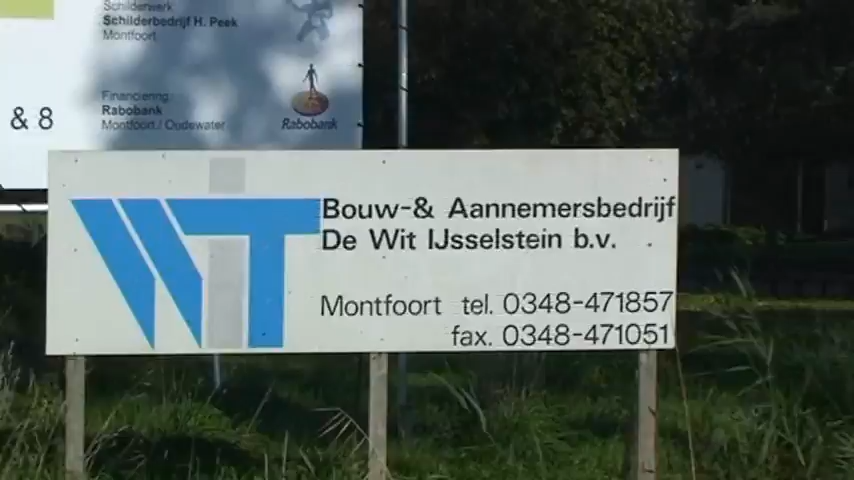 Schilderwerk
Schilderbedrijf H. Peek
Montfoort
Financiering:
Rabobank
Montfoort / Oudewater
Rabobank
& 8
WiT
Bouw-& Aannemersbedrijf
De Wit IJsselstein b.v.
Montfoort tel. 0348-471857
fax. 0348-471051